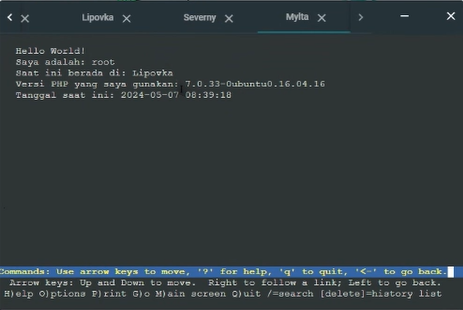 Lipovka Severny Mylta
Hello World!
Saya adalah: root
Saat ini berada di: Lipovka
Versi PHP yang saya gunakan: 7.0.33-0ubuntu0.16.04.16
Tanggal saat ini: 2024-05-07 08:39:18
Commands: Use arrow keys to move, '?' for help, 'q' to quit, '<-' to go back.
Arrow keys: Up and Down to move. Right to follow a link; Left to go back.
H)elp O)ptions P)rint G)o M)ain screen Q)uit /=search [delete]=history list